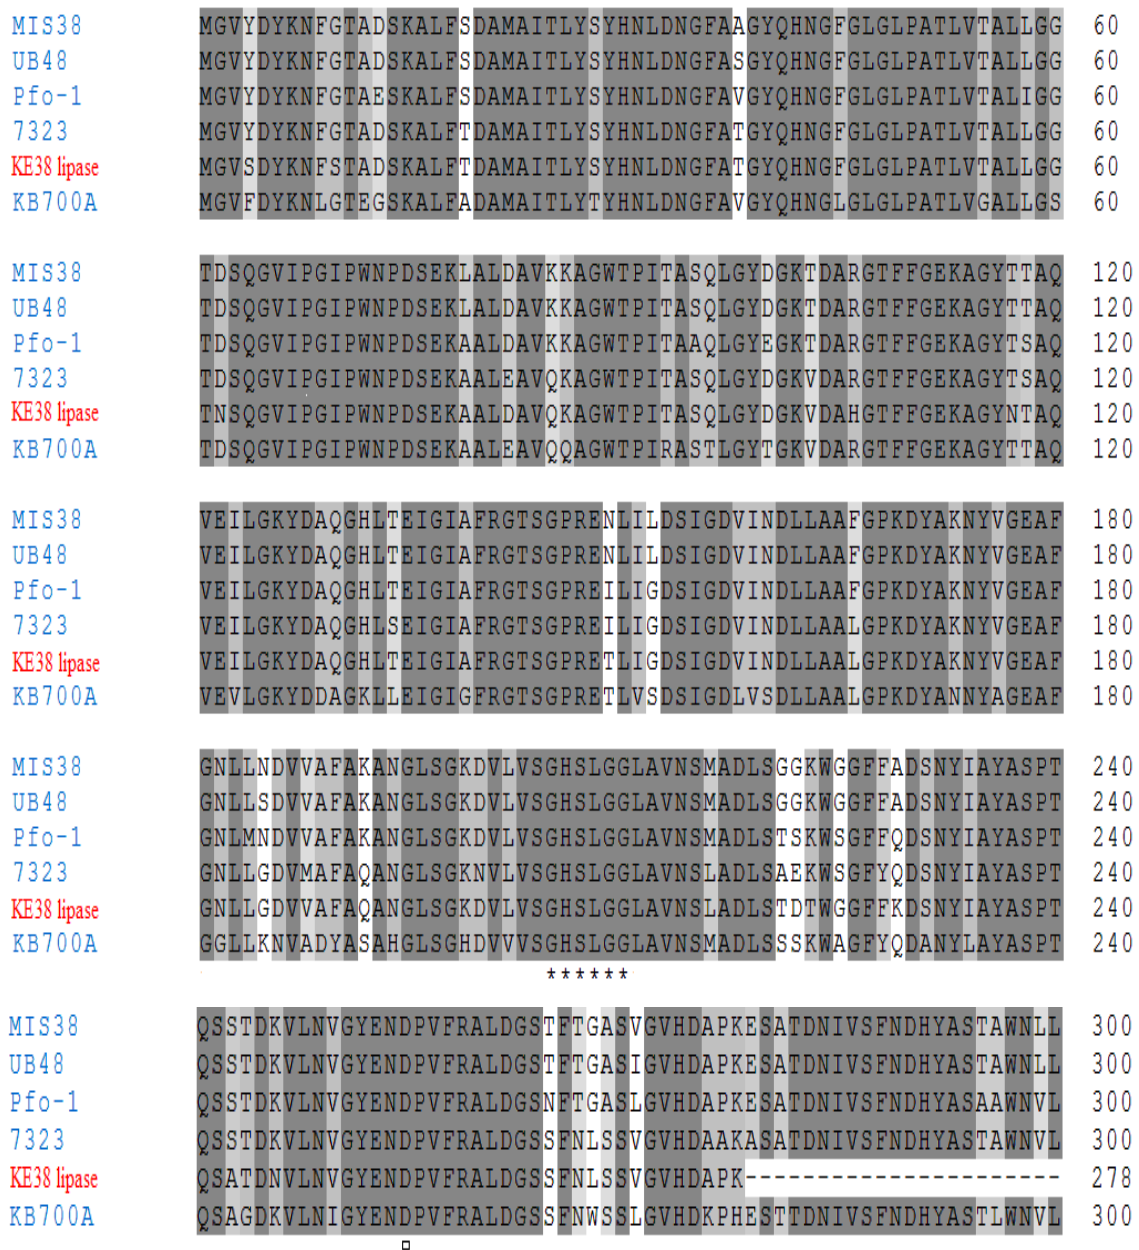 MIS38 MGVYDYKNFGTADSKALFSDAMAITLYSYHNLDNGFAAGYQHNGFGLGLPATLVTALLGG 60
UB48 MGVYDYKNFGTADSKALFSDAMAITLYSYHNLDNGFASGYQHNGFGLGLPATLVTALLGG 60
Pfo-1 MGVYDYKNFGTAESKALFSDAMAITLYSYHNLDNGFAVGYQHNGFGLGLPATLVTALIGG 60
7323 MGVYDYKNFGTADSKALFTDAMAITLYSYHNLDNGFATGYQHNGFGLGLPATLVTALLGG 60
KE38 lipase MGVSDYKNFSTADSKALFTDAMAITLYSYHNLDNGFATGYQHNGFGLGLPATLVTALLGG 60
KB700A MGVFDYKNLGTEGSKALFADAMAITLYTYHNLDNGFAVGYQHNGLGLGLPATLVGALLGS 60
MIS38 TDSQGVIPGIPWNPDSEKLALDAVKKAGWTPITASQLGYDGKTDARGTFFGEKAGYTTAQ 120
UB48 TDSQGVIPGIPWNPDSEKLALDAVKKAGWTPITASQLGYDGKTDARGTFFGEKAGYTTAQ 120
Pfo-1 TDSQGVIPGIPWNPDSEKAALDAVKKAGWTPITAAQLGYEGKTDARGTFFGEKAGYTSAQ 120
7323 TDSQGVIPGIPWNPDSEKAALEAVQKAGWTPITASQLGYDGKVDARGTFFGEKAGYTSAQ 120
KE38 lipase TNSQGVIPGIPWNPDSEKAALDAVQKAGWTPITASQLGYDGKVDAHGTFFGEKAGYNTAQ 120
KB700A TDSQGVIPGIPWNPDSEKAALEAVQQAGWTPIRASTLGYTGKVDARGTFFGEKAGYTTAQ 120
MIS38 VEILGKYDAQGHLTEIGIAFRGTSGPRENLILDSIGDVINDLLAAFGPKDYAKNYVGEAF 180
UB48 VEILGKYDAQGHLTEIGIAFRGTSGPRENLILDSIGDVINDLLAAFGPKDYAKNYVGEAF 180
Pfo-1 VEILGKYDAQGHLTEIGIAFRGTSGPREILIGDSIGDVINDLLAAFGPKDYAKNYVGEAF 180
7323 VEILGKYDAQGHLSEIGIAFRGTSGPREILIGDSIGDVINDLLAALGPKDYAKNYVGEAF 180
KE38 lipase VEILGKYDAQGHLTEIGIAFRGTSGPRETLIGDSIGDVINDLLAALGPKDYAKNYVGEAF 180
KB700A VEVLGKYDDAGKLLEIGIGFRGTSGPRETLVSDSIGDLVSDLLAALGPKDYANNYAGEAF 180
MIS38 GNLLNDVVAFAKANGLSGKDVLVSGHSLGGLAVNSMADLSGGKWGGFFADSNYIAYASPT 240
UB48 GNLLSDVVAFAKANGLSGKDVLVSGHSLGGLAVNSMADLSGGKWGGFFADSNYIAYASPT 240
Pfo-1 GNLMNDVVAFAKANGLSGKDVLVSGHSLGGLAVNSMADLSTSKWSGFFQDSNYIAYASPT 240
7323 GNLLGDVMAFAQANGLSGKNVLVSGHSLGGLAVNSLADLSAEKWSGFYQDSNYIAYASPT 240
KE38 lipase GNLLGDVVAFAQANGLSGKDVLVSGHSLGGLAVNSLADLSTDTWGGFFKDSNYIAYASPT 240
KB700A GGLLKNVADYASAHGLSGHDVVVSGHSLGGLAVNSMADLSSSKWAGFYQDANYLAYASPT 240
******
MIS38 QSSTDKVLNVGYENDPVFRALDGSTFTGASVGVHDAPKESATDNIVSFNDHYASTAWNLL 300
UB48 QSSTDKVLNVGYENDPVFRALDGSTFTGASIGVHDAPKESATDNIVSFNDHYASTAWNLL 300
Pfo-1 QSSTDKVLNVGYENDPVFRALDGSNFTGASLGVHDAPKESATDNIVSFNDHYASAAWNVL 300
7323 QSSTDKVLNVGYENDPVFRALDGSSFNLSSVGVHDAAKASATDNIVSFNDHYASTAWNVL 300
KE38 lipase QSATDNVLNVGYENDPVFRALDGSSFNLSSVGVHDAPK---------------------- 278
KB700A QSAGDKVLNIGYENDPVFRALDGSSFNWSSLGVHDKPHESTTDNIVSFNDHYASTLWNVL 300